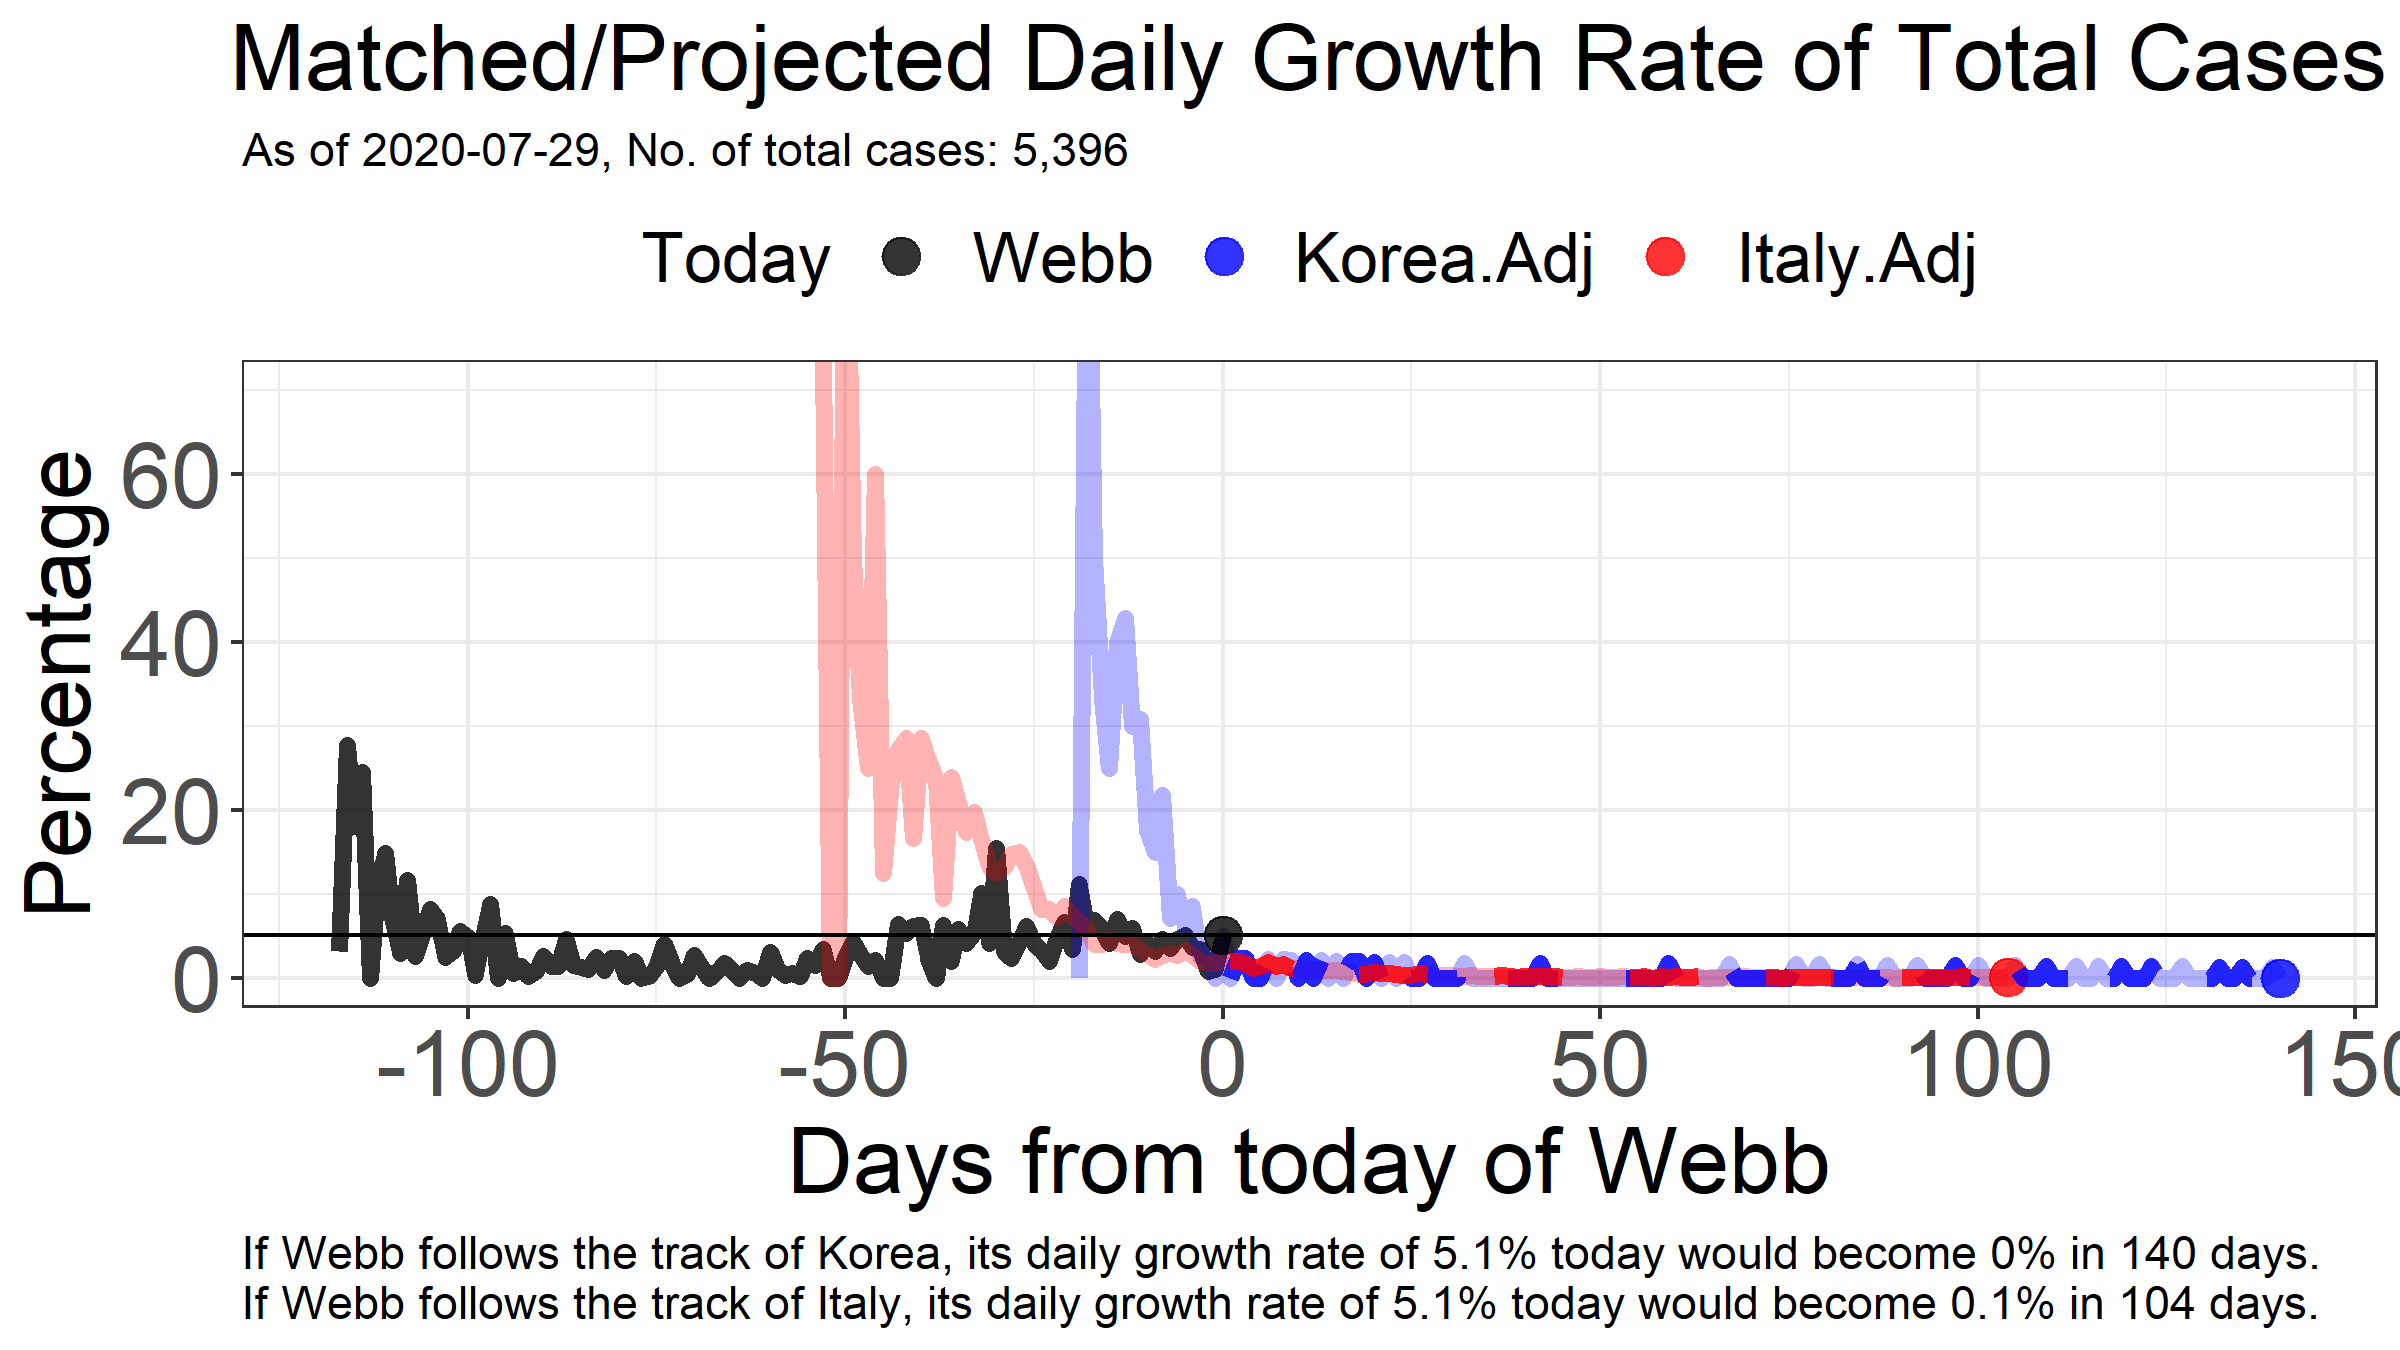 Matched/Projected Daily Growth Rate of Total Cases
As of 2020-07-29, No. of total cases: 5,396
Today Webb Korea.Adj Italy.Adj
Percentage
60
40
20
0
-100 -50 0 50 100 150
Days from today of Webb
If Webb follows the track of Korea, its daily growth rate of 5.1% today would become 0% in 140 days.
If Webb follows the track of Italy, its daily growth rate of 5.1% today would become 0.1% in 104 days.